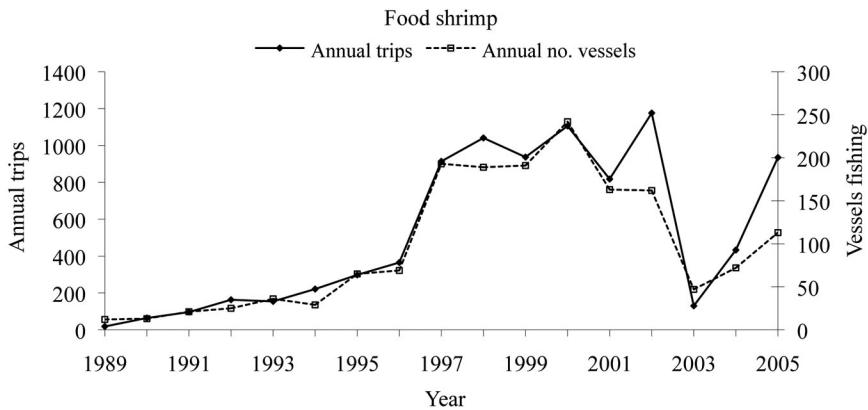 Food shrimp
Annual trips Annual no. vessels
1400
1200
1000
800
600
400
200
0
Annual trips
300
250
200
150
100
50
0
Vessels fishing
1989 1991 1993 1995 1997 1999 2001 2003 2005
Year